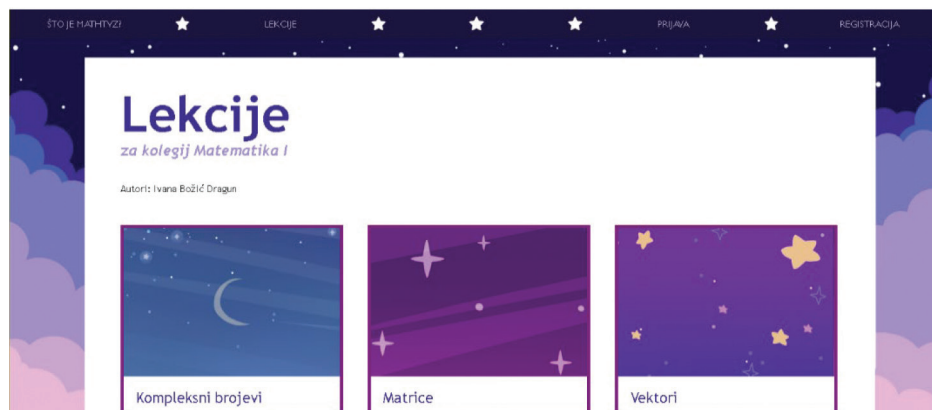 ŠTO JE MATHTVZ? LEKCIJE PRIJAVA REGISTRACIJA
Lekcije
za kolegij Matematika I
Autori: Ivana Božić Dragun
Kompleksni brojevi Matrice Vektori